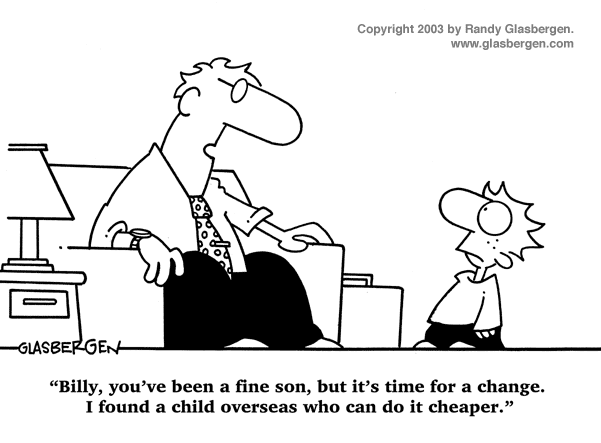 Copyright 2003 by Randy Glasbergen.
www.glasbergen.com
GLASBERGEN
“Billy, you’ve been a fine son, but it’s time for a change.
I found a child overseas who can do it cheaper.”